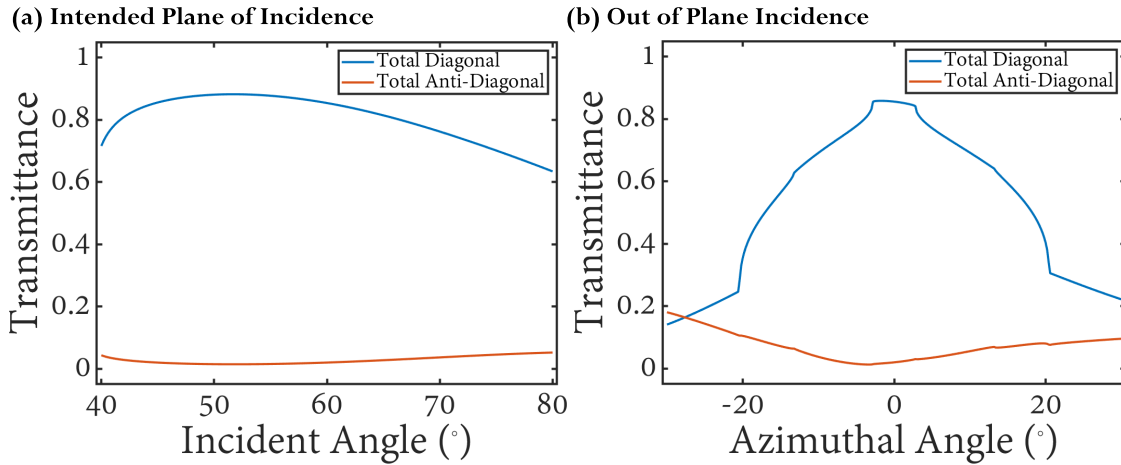 (a) Intended Plane of Incidence
1
0.8
0.6
0.4
0.2
0
40
50
60
70
80
Transmittance
Incident Angle (°)
Total Diagonal
Total Anti-Diagonal
(b) Out of Plane Incidence
1
0.8
0.6
0.4
0.2
0
-20
0
20
Transmittance
Azimuthal Angle (°)
Total Diagonal
Total Anti-Diagonal